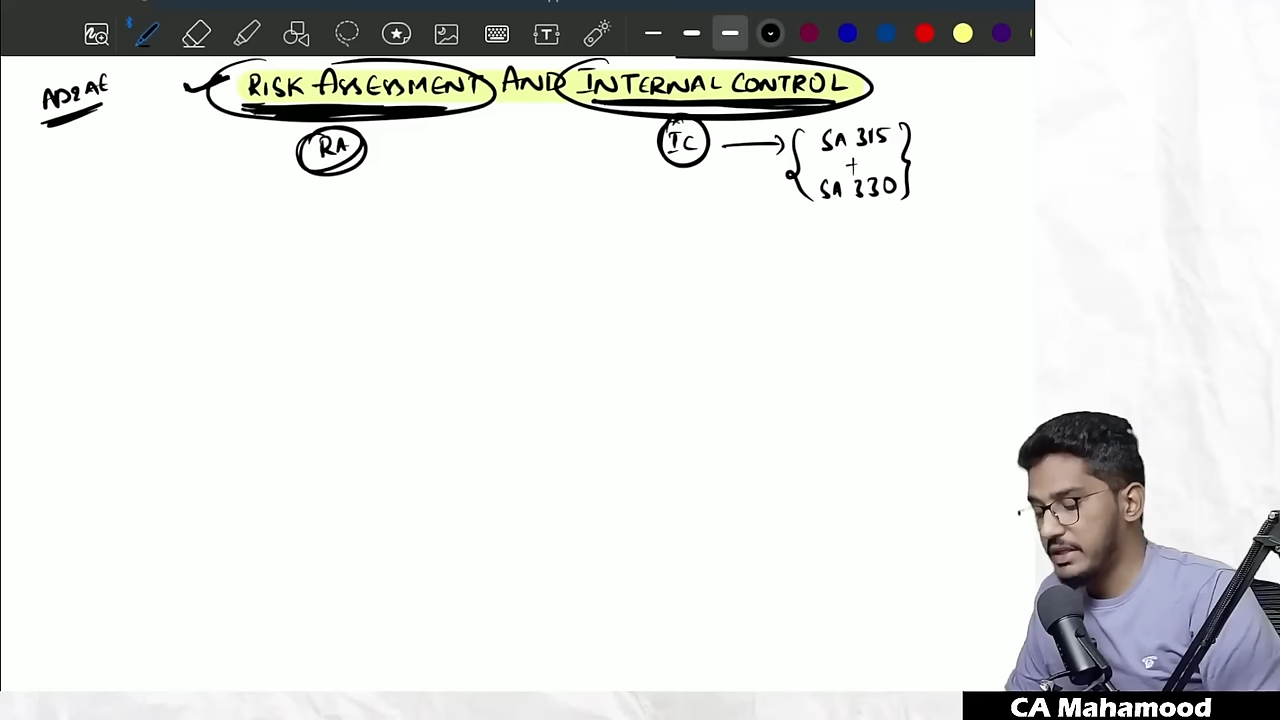 RISK ASSESSMENT AND INTERNAL CONTROL
RA
IC
SA 315
+
SA 330
CA Mahamood